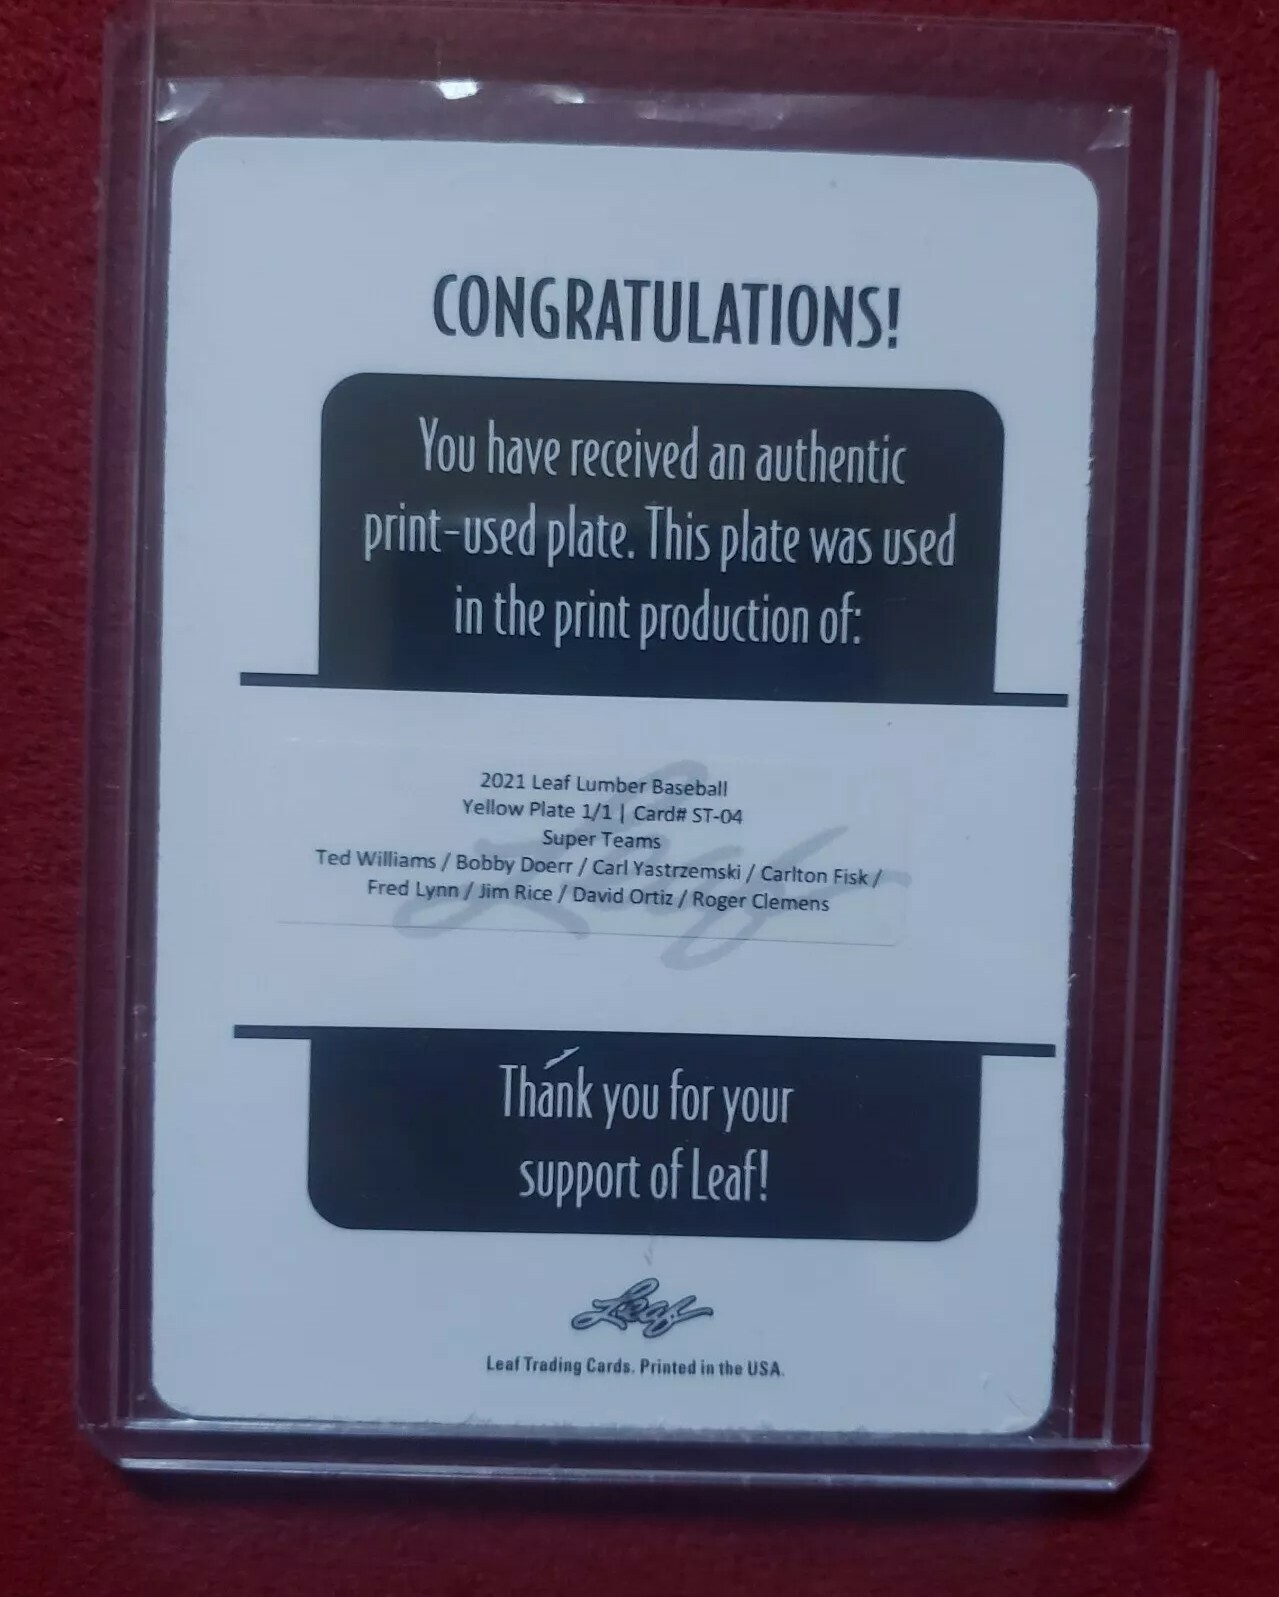 CONGRATULATIONS!
You have received an authentic
print-used plate. This plate was used
in the print production of:
2021 Leaf Lumber Baseball
Yellow Plate 1/1 | Card# ST-04
Super Teams
Ted Williams / Bobby Doerr / Carl Yastrzemski / Carlton Fisk /
Fred Lynn / Jim Rice / David Ortiz / Roger Clemens
Leaf
Thank you for your
support of Leaf!
Leaf
Leaf Trading Cards. Printed in the USA.